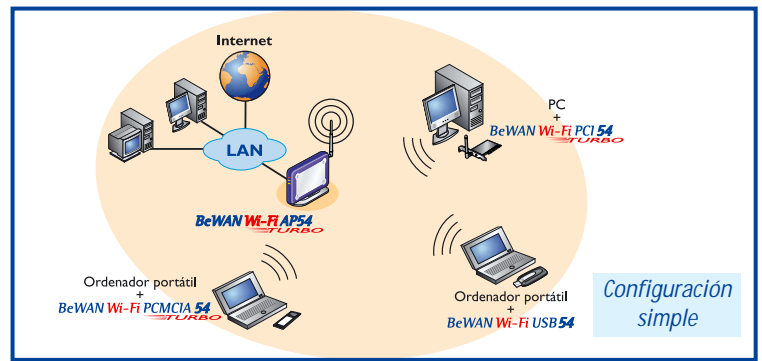 Internet
LAN
BeWAN Wi-Fi AP54
TURBO
PC
+
BeWAN Wi-Fi PCI 54
TURBO
Ordenador portátil
+
BeWAN Wi-Fi PCMCIA 54
TURBO
Ordenador portátil
+
BeWAN Wi-Fi USB 54
Configuración
simple